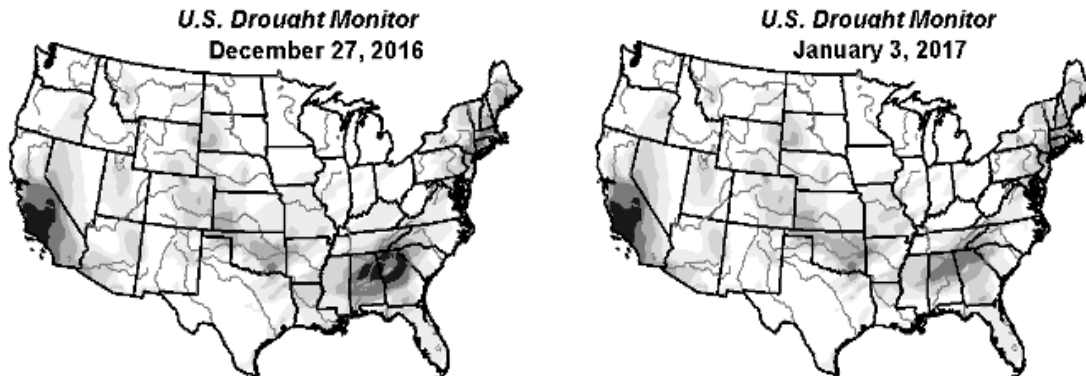 U.S. Drouaht Monitor
December 27, 2016
U.S. Drouaht Monitor
January 3, 2017